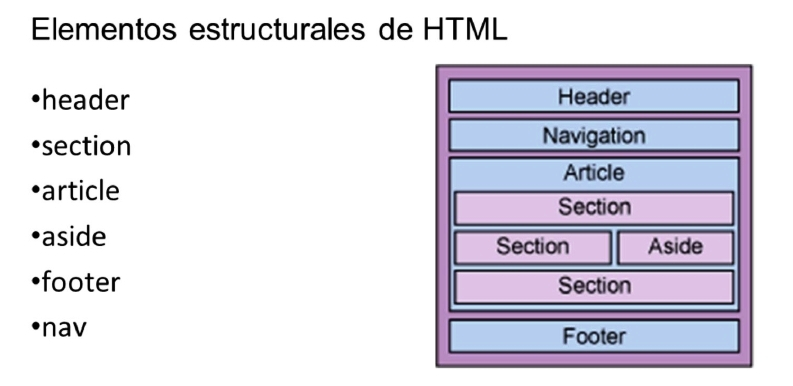 Elementos estructurales de HTML
•header
•section
•article
•aside
•footer
•nav
Header
Navigation
Article
Section
Section Aside
Section
Footer